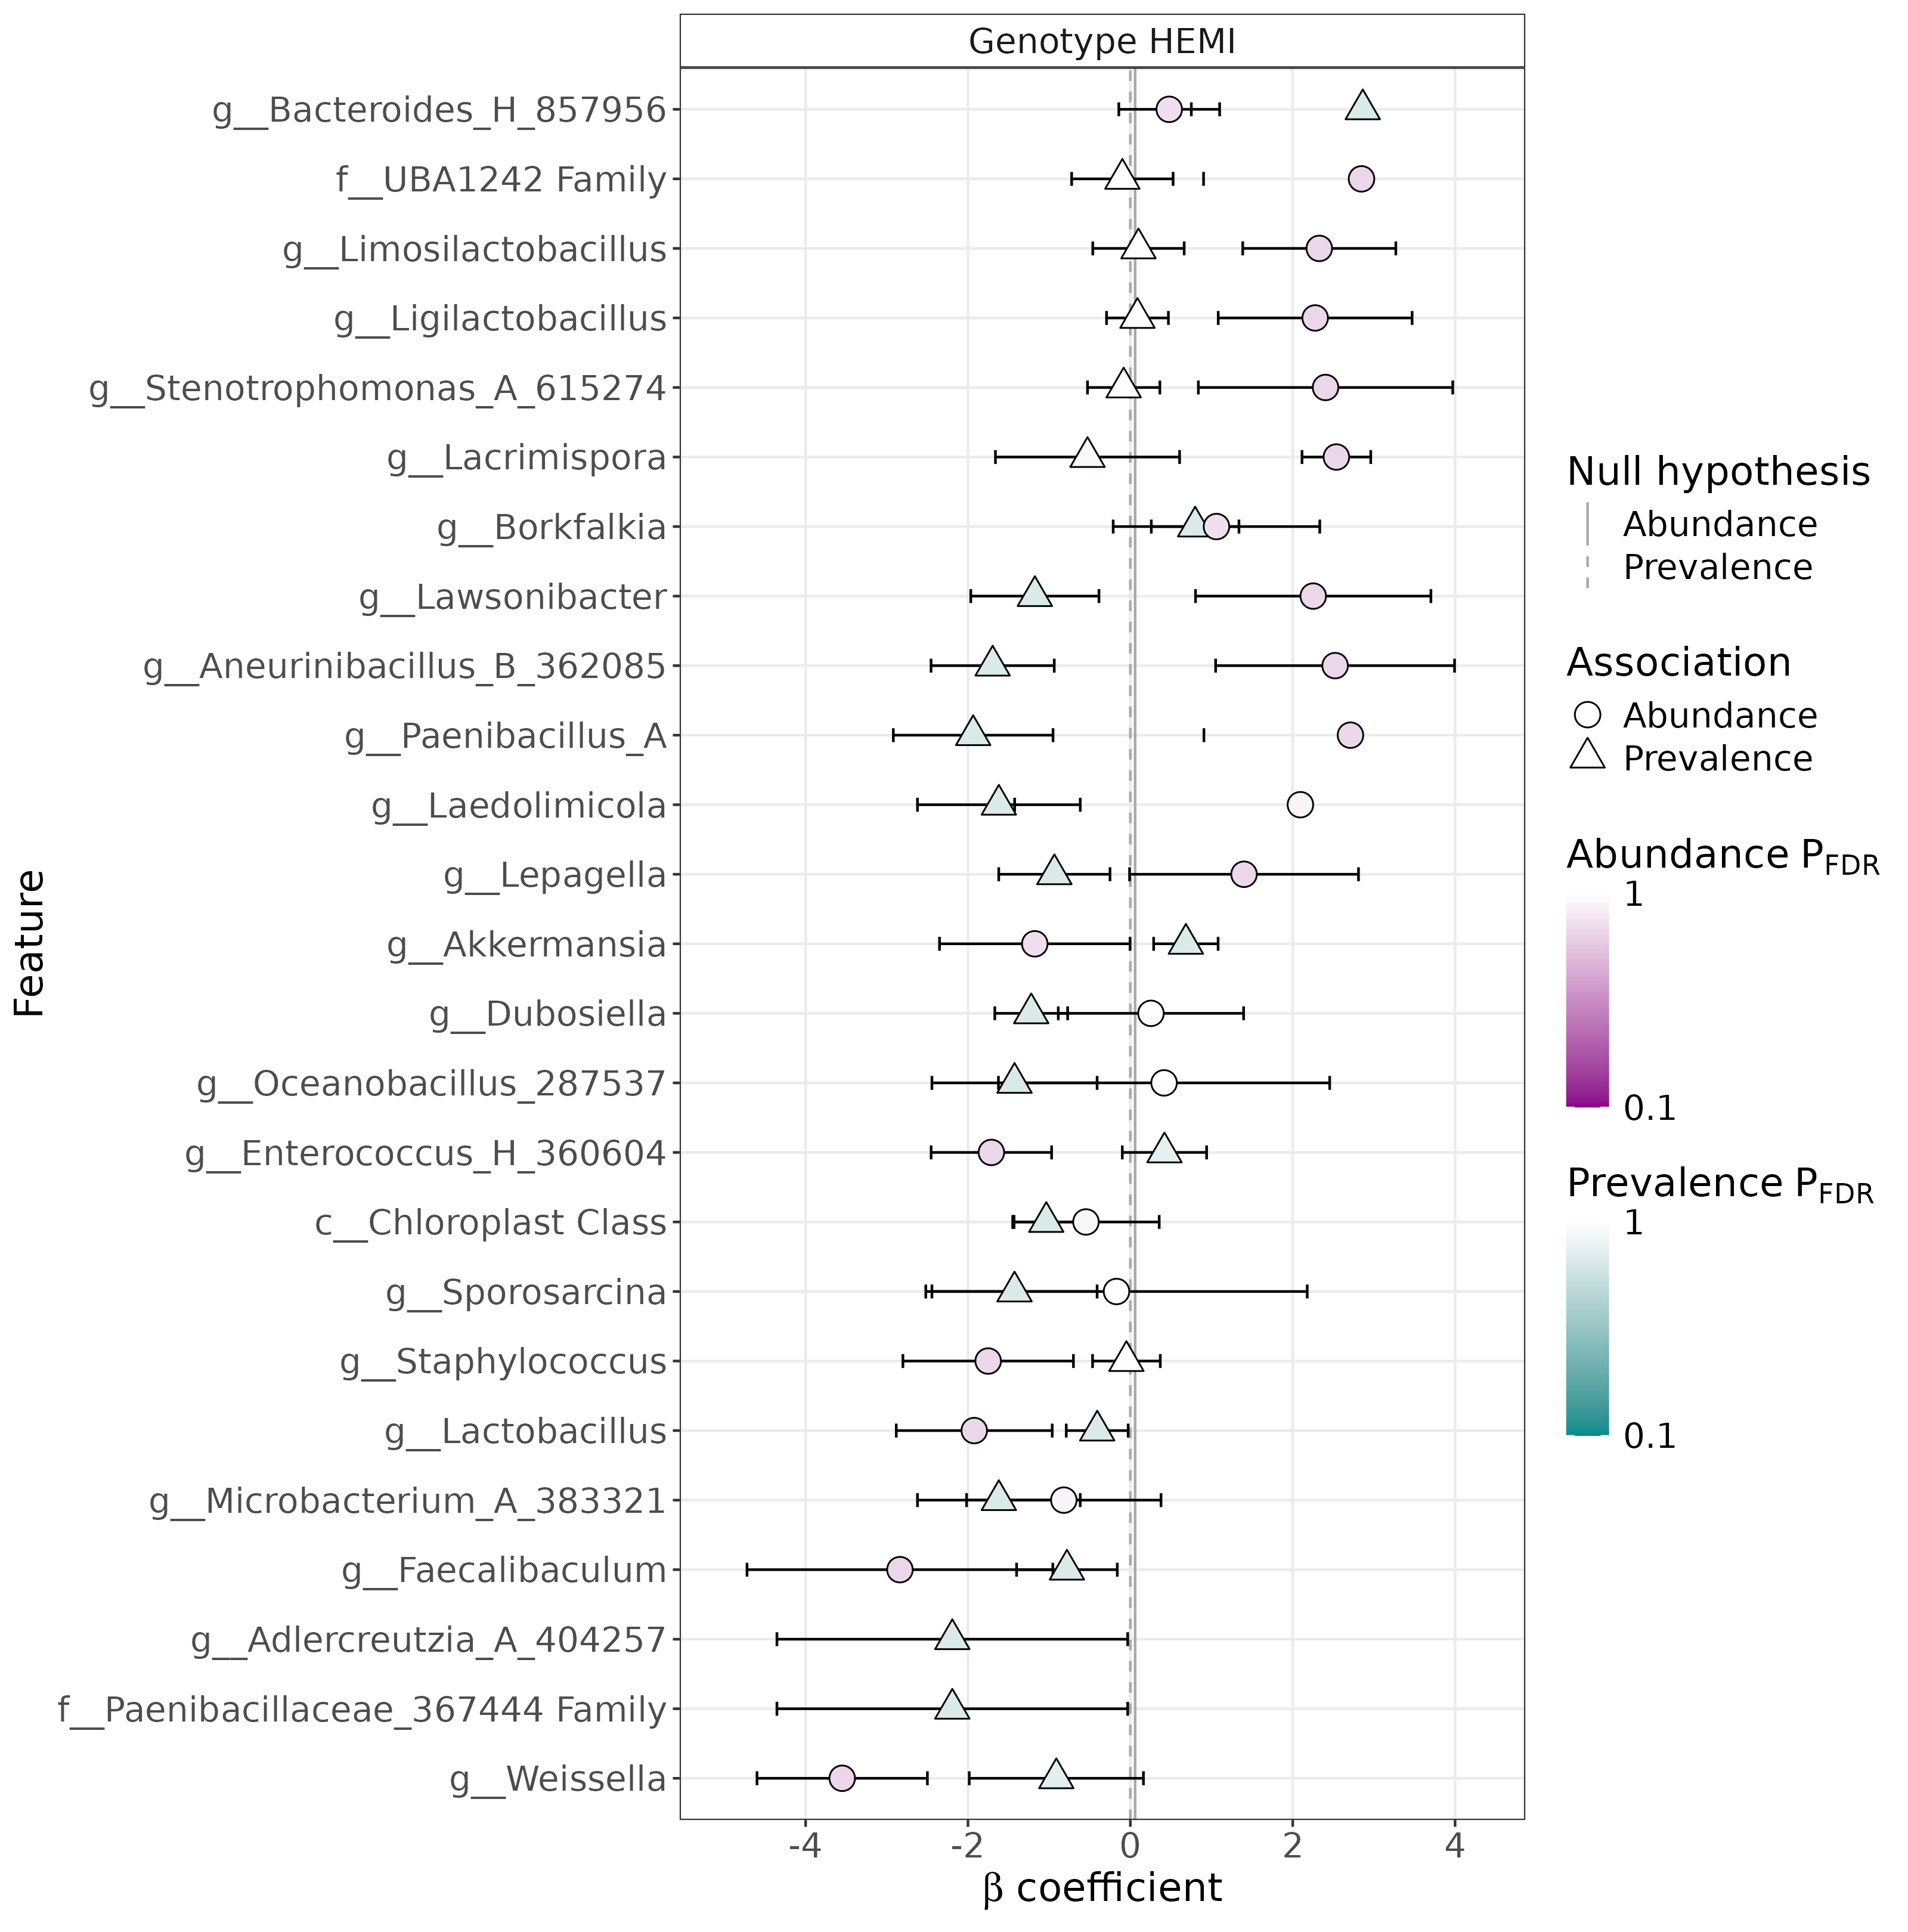 Genotype HEMI
g__Bacteroides_H_857956
f__UBA1242 Family
g__Limosilactobacillus
g__Ligilactobacillus
g__Stenotrophomonas_A_615274
g__Lacrimispora
g__Borkfalkia
g__Lawsonibacter
g__Aneurinibacillus_B_362085
g__Paenibacillus_A
g__Laedolimicola
g__Lepagella
g__Akkermansia
g__Dubosiella
g__Oceanobacillus_287537
g__Enterococcus_H_360604
c__Chloroplast Class
g__Sporosarcina
g__Staphylococcus
g__Lactobacillus
g__Microbacterium_A_383321
g__Faecalibaculum
g__Adlercreutzia_A_404257
f__Paenibacillaceae_367444 Family
g__Weissella
Feature
-4 -2 0 2 4
β coefficient
Null hypothesis
Abundance
Prevalence
Association
Abundance
Prevalence
Abundance PFDR
1
0.1
Prevalence PFDR
1
0.1